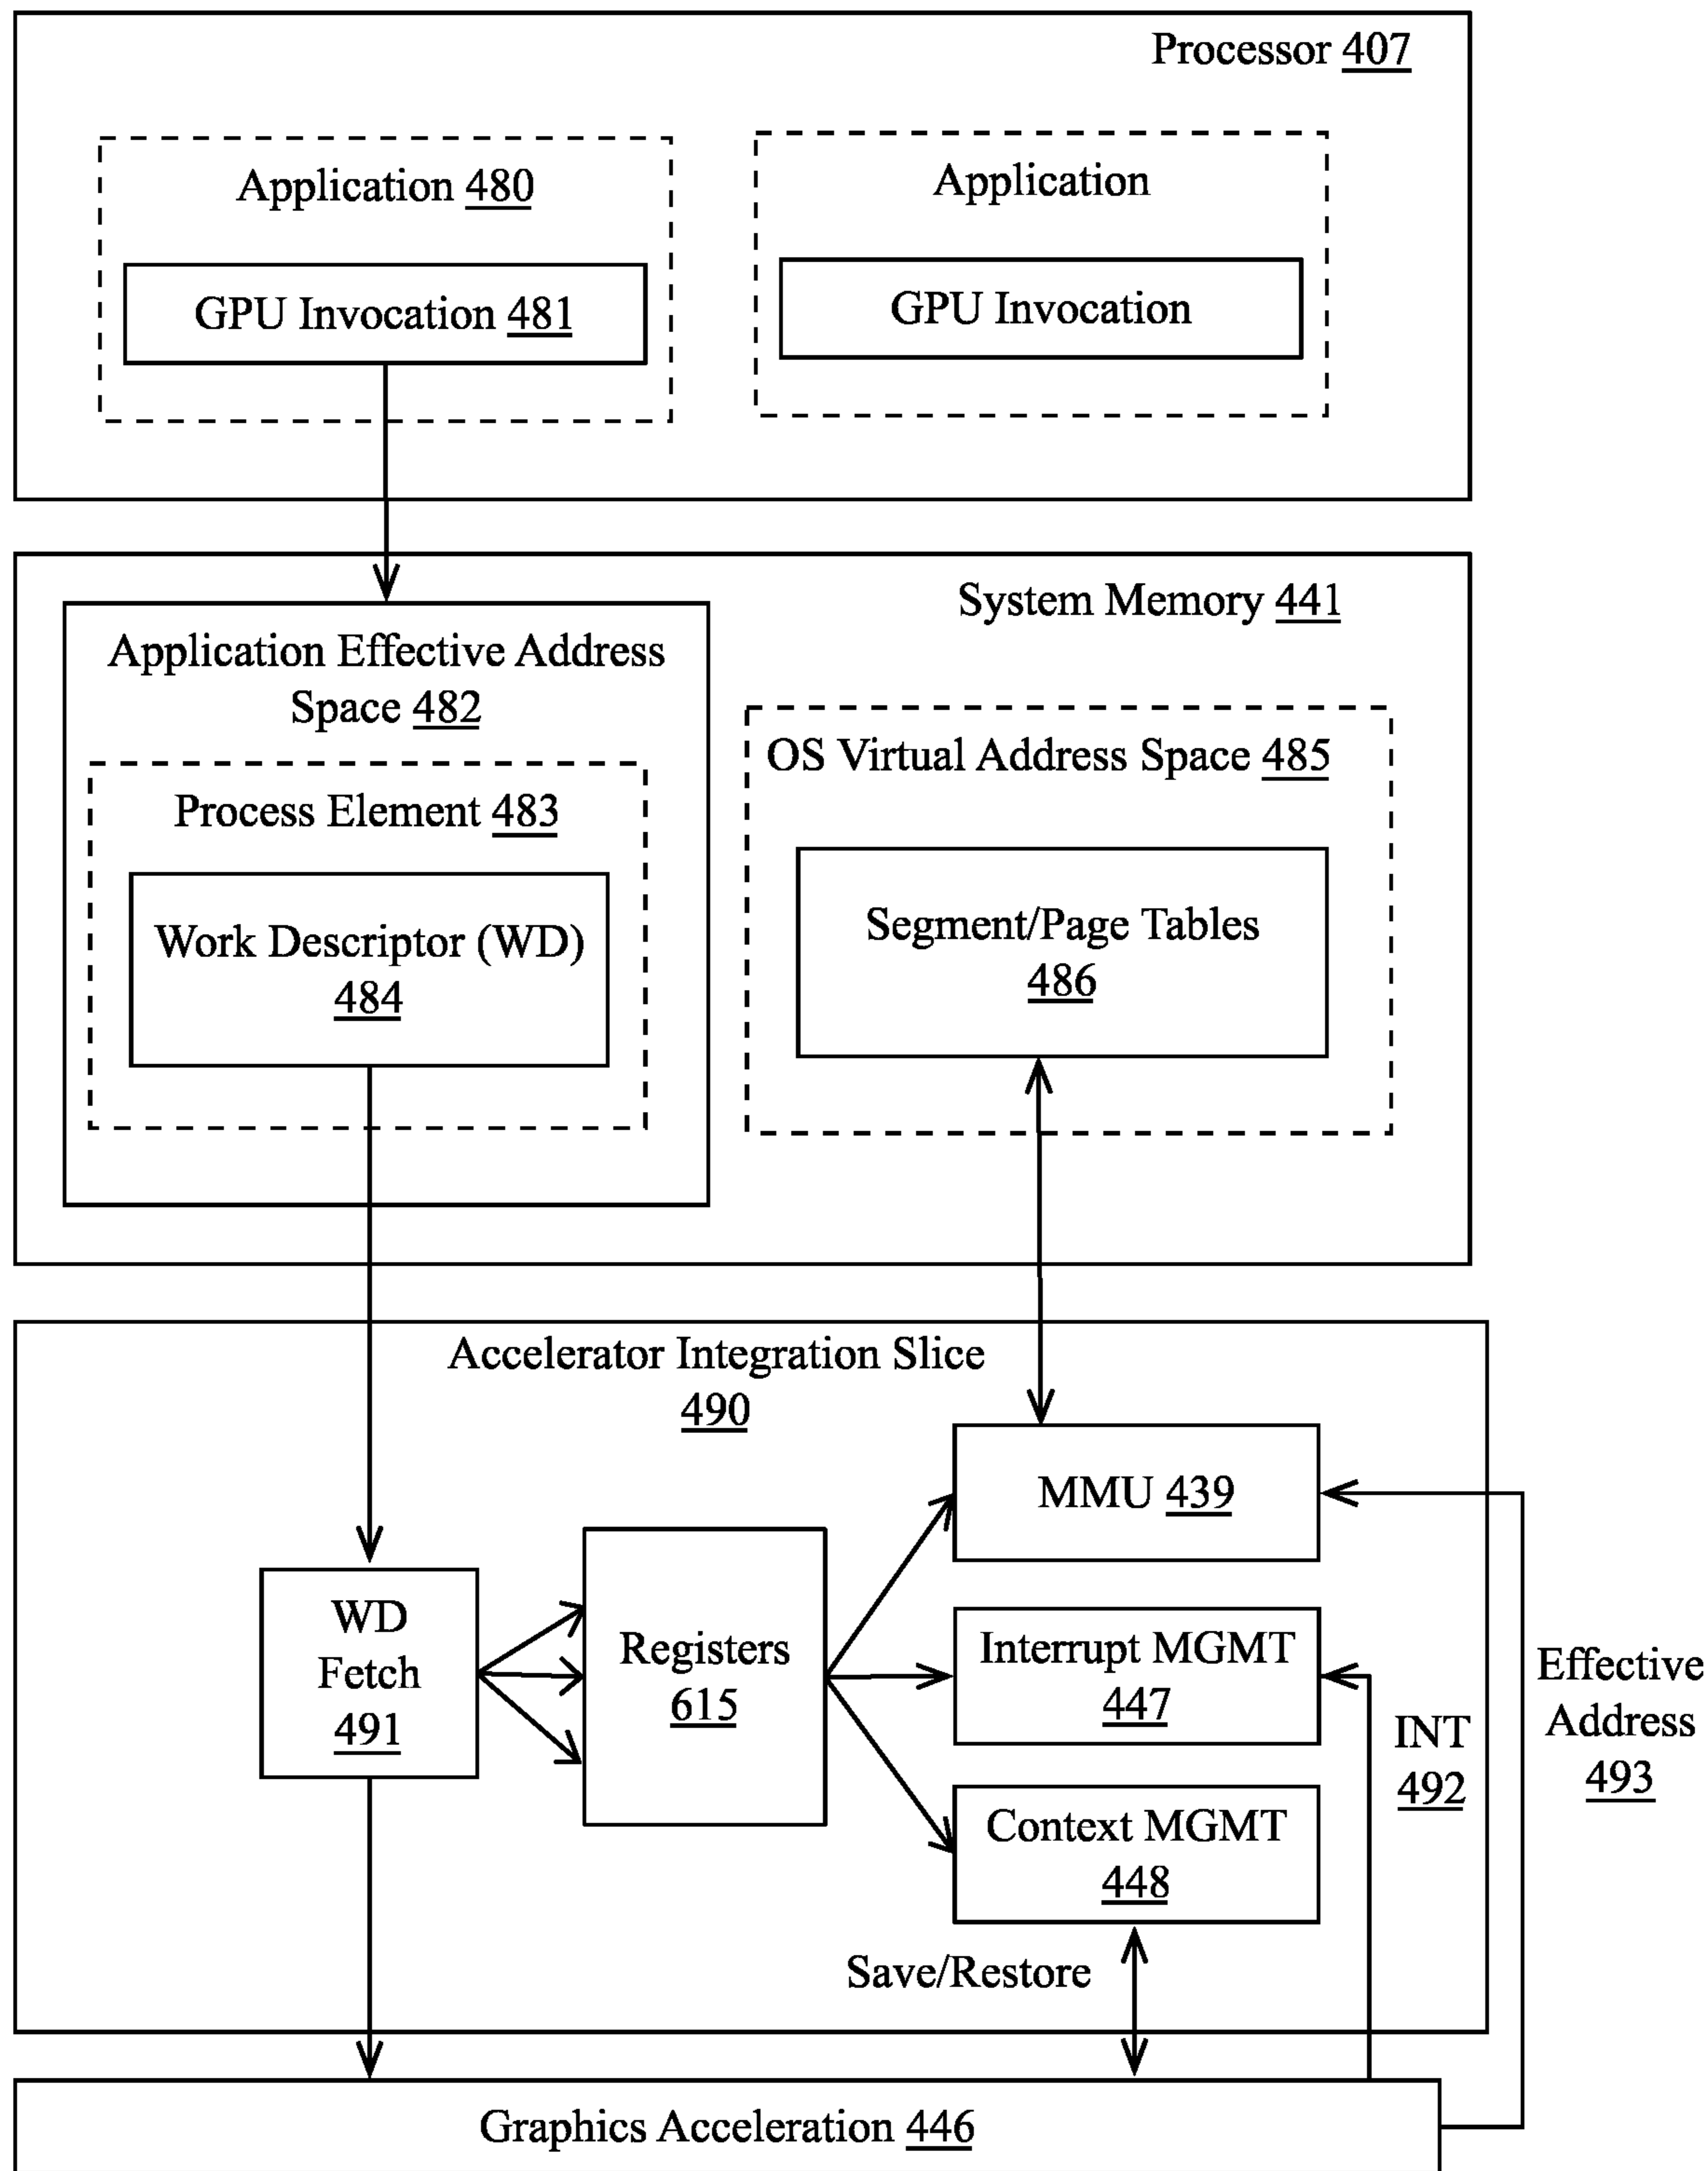 Processor 407
Application 480
GPU Invocation 481
Application
GPU Invocation
System Memory 441
Application Effective Address
Space 482
Process Element 483
Work Descriptor (WD)
484
OS Virtual Address Space 485
Segment/Page Tables
486
Accelerator Integration Slice
490
MMU 439
WD
Fetch
491
Registers
615
Interrupt MGMT
447
Context MGMT
448
INT
492
Effective
Address
493
Save/Restore
Graphics Acceleration 446